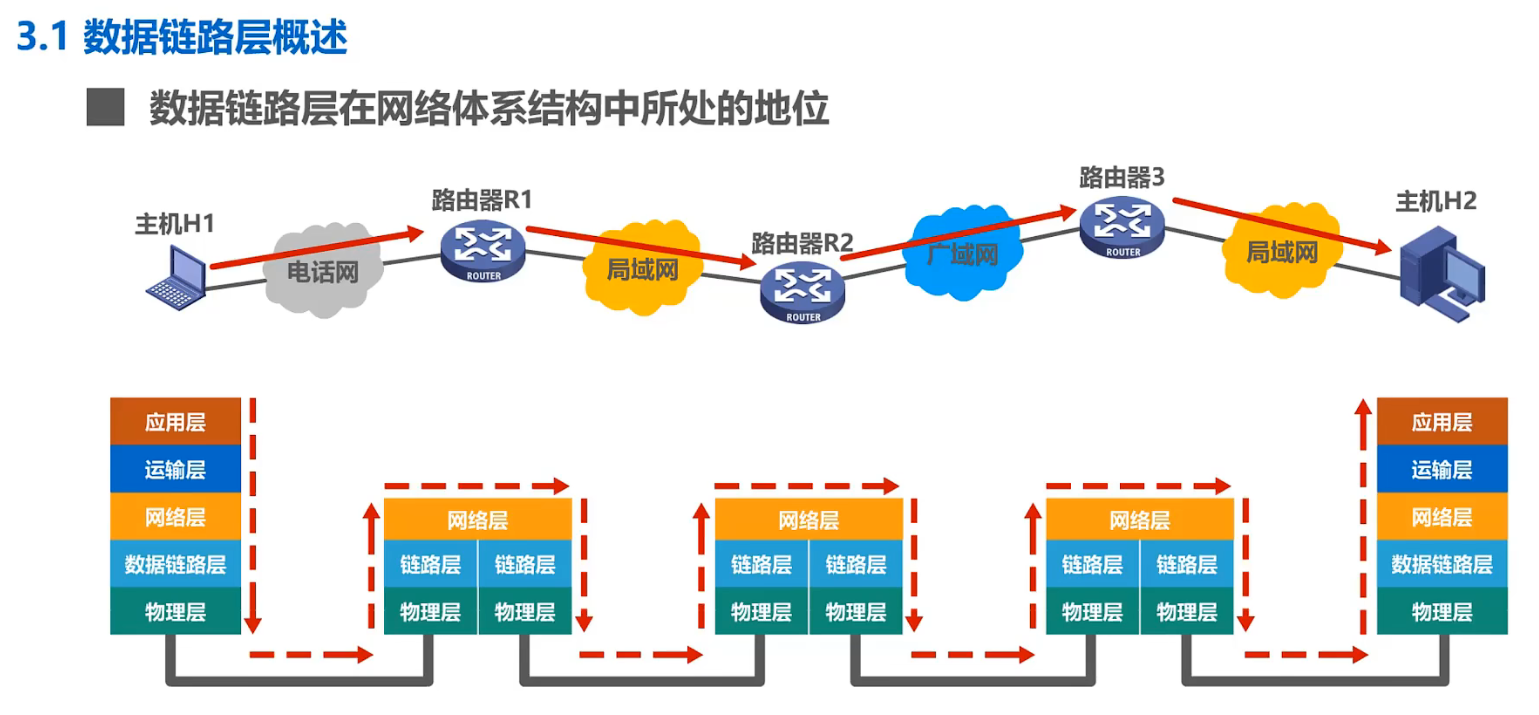 3.1 数据链路层概述
数据链路层在网络体系结构中所处的地位
主机H1
路由器R1
路由器R2
路由器3
主机H2
电话网
局域网
广域网
局域网
ROUTER
ROUTER
ROUTER
应用层
运输层
网络层
数据链路层
物理层
网络层
链路层 链路层
物理层 物理层
网络层
链路层 链路层
物理层 物理层
网络层
链路层 链路层
物理层 物理层
应用层
运输层
网络层
数据链路层
物理层